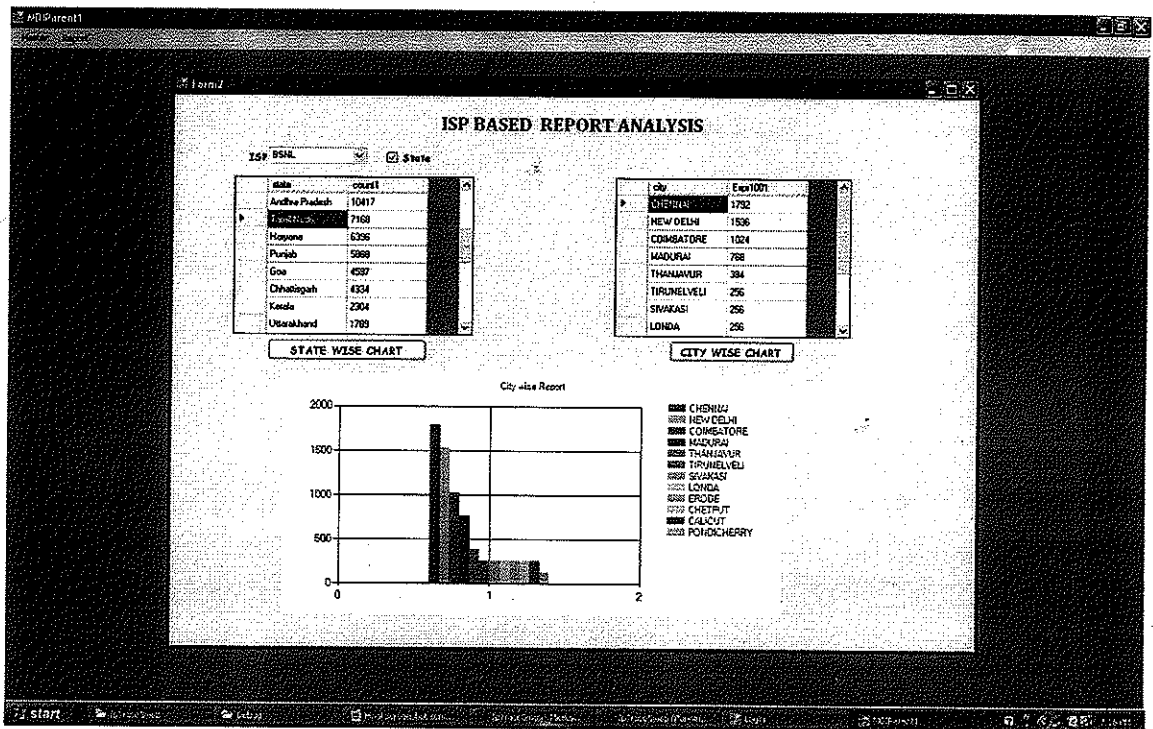 MDIParent1
Form2
ISP BASED REPORT ANALYSIS
ISP BSNL State
state count1
Andhra Pradesh 10417
7168
Haryana 6396
Punjab
Goa 4597
Chhattisgarh 4334
Kerala 2304
Uttarakhand 1789
city Expr1001
CHENNAI 1792
NEW DELHI 1536
COIMBATORE 1024
MADURAI 768
THANJAVUR 384
TIRUNELVELI 256
SIVAKASI 256
LONDA 256
STATE WISE CHART
CITY WISE CHART
City wise Report
2000
1500
1000
500
0
0 1 2
CHENNAI
NEW DELHI
COIMBATORE
MADURAI
THANJAVUR
TIRUNELVELI
SIVAKASI
LONDA
ERODE
CHETPUT
CALICUT
PONDICHERRY
start